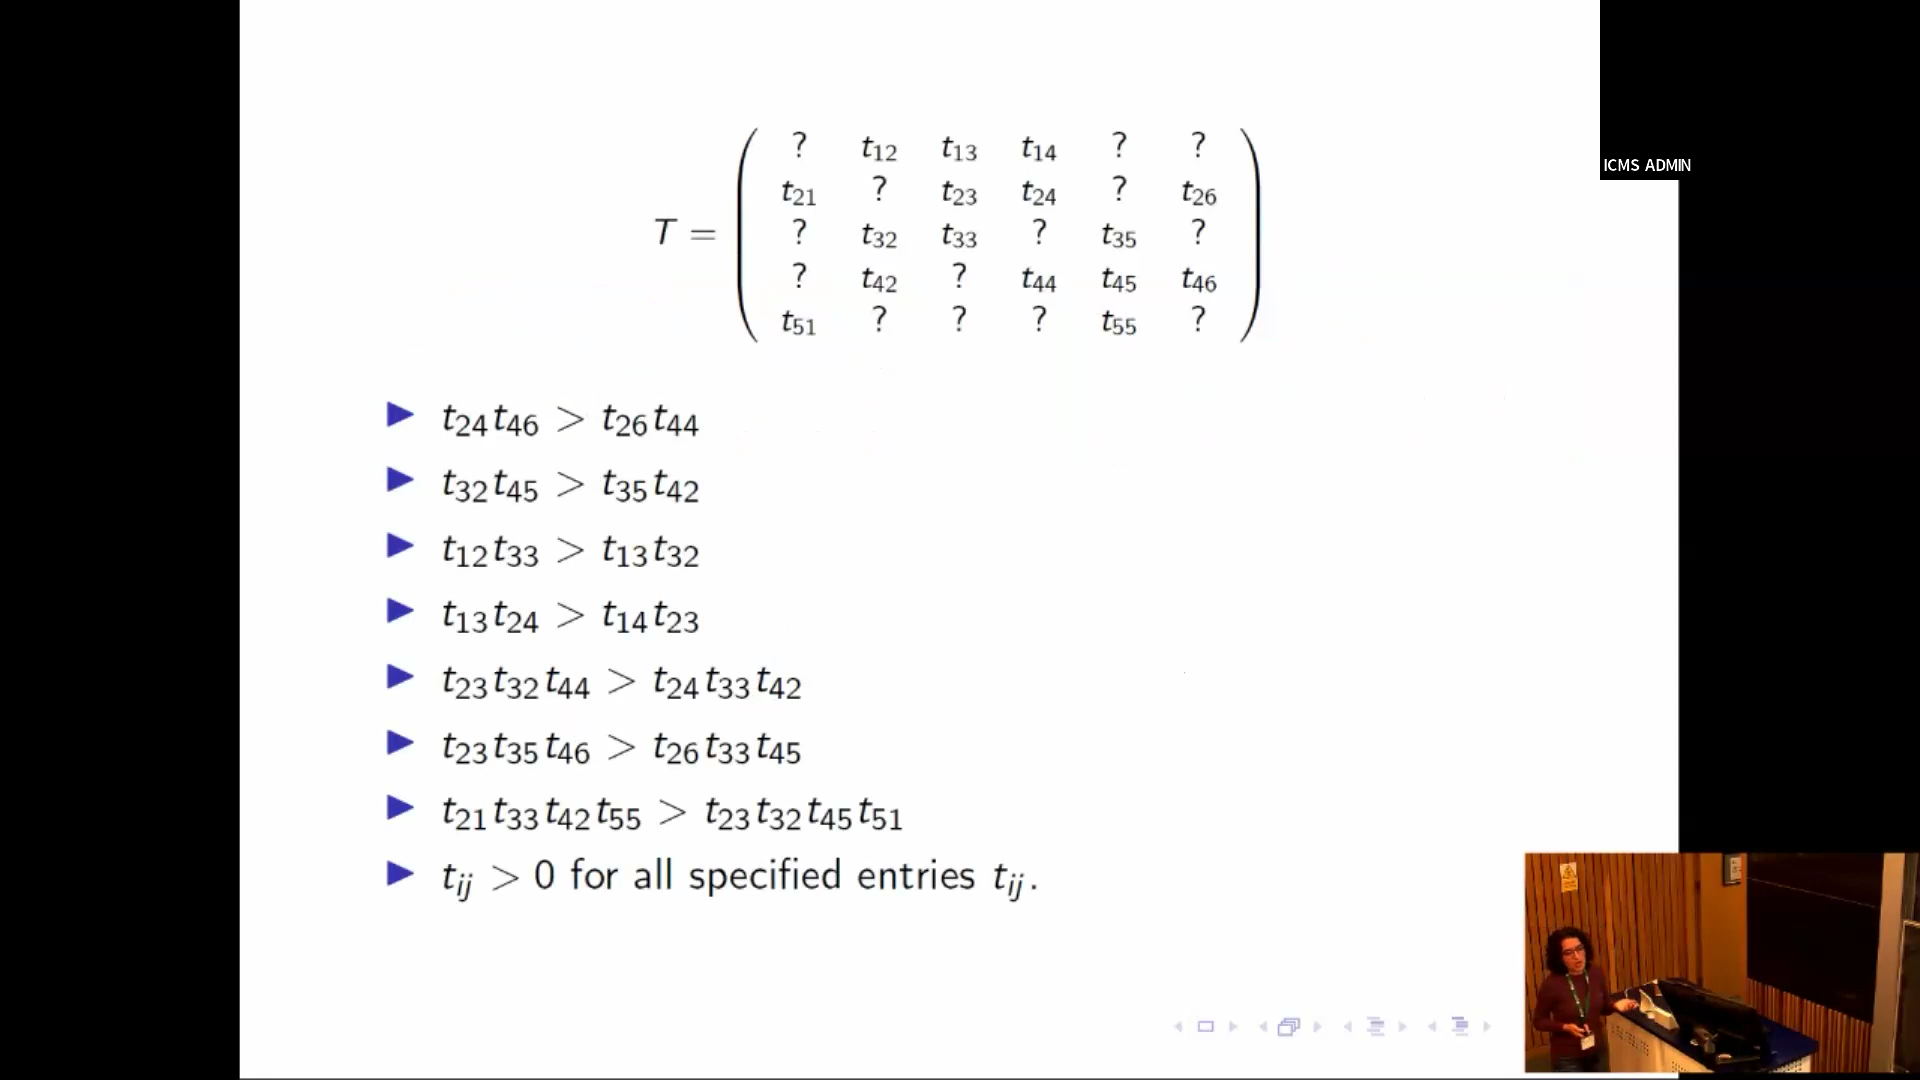 ICMS ADMIN
T =
? t12 t13 t14 ? ?
t21 ? t23 t24 ? t26
? t32 t33 ? t35 ?
? t42 ? t44 t45 t46
t51 ? ? ? t55 ?
t24t46 > t26t44
t32t45 > t35t42
t12t33 > t13t32
t13t24 > t14t23
t23t32t44 > t24t33t42
t23t35t46 > t26t33t45
t21t33t42t55 > t23t32t45t51
tij > 0 for all specified entries tij.